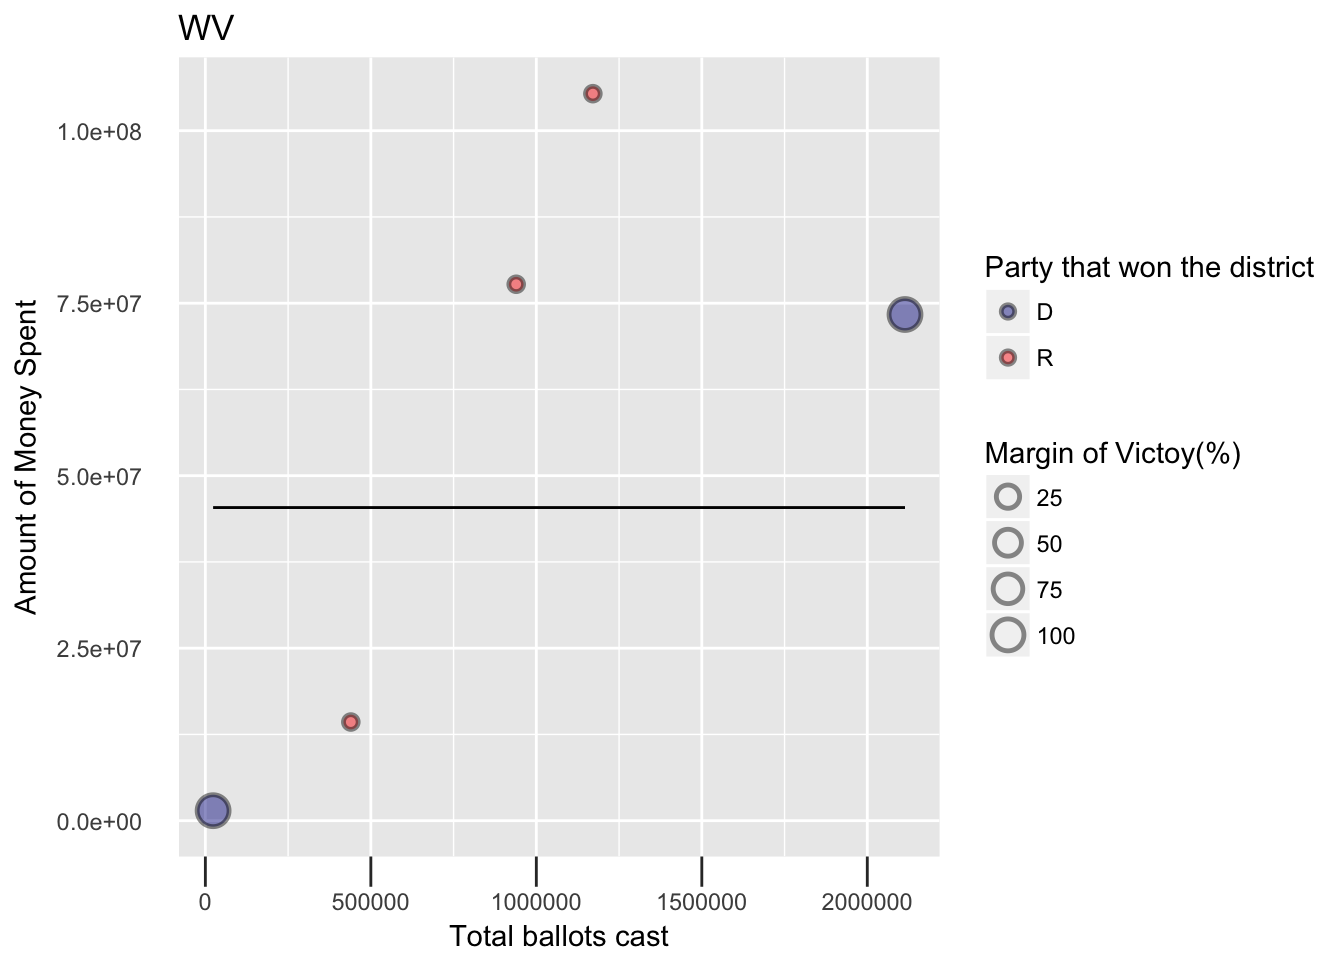 WV
1.0e+08
7.5e+07
5.0e+07
2.5e+07
0.0e+00
Amount of Money Spent
0 500000 1000000 1500000 2000000
Total ballots cast
Party that won the district
D
R
Margin of Victoy(%)
25
50
75
100